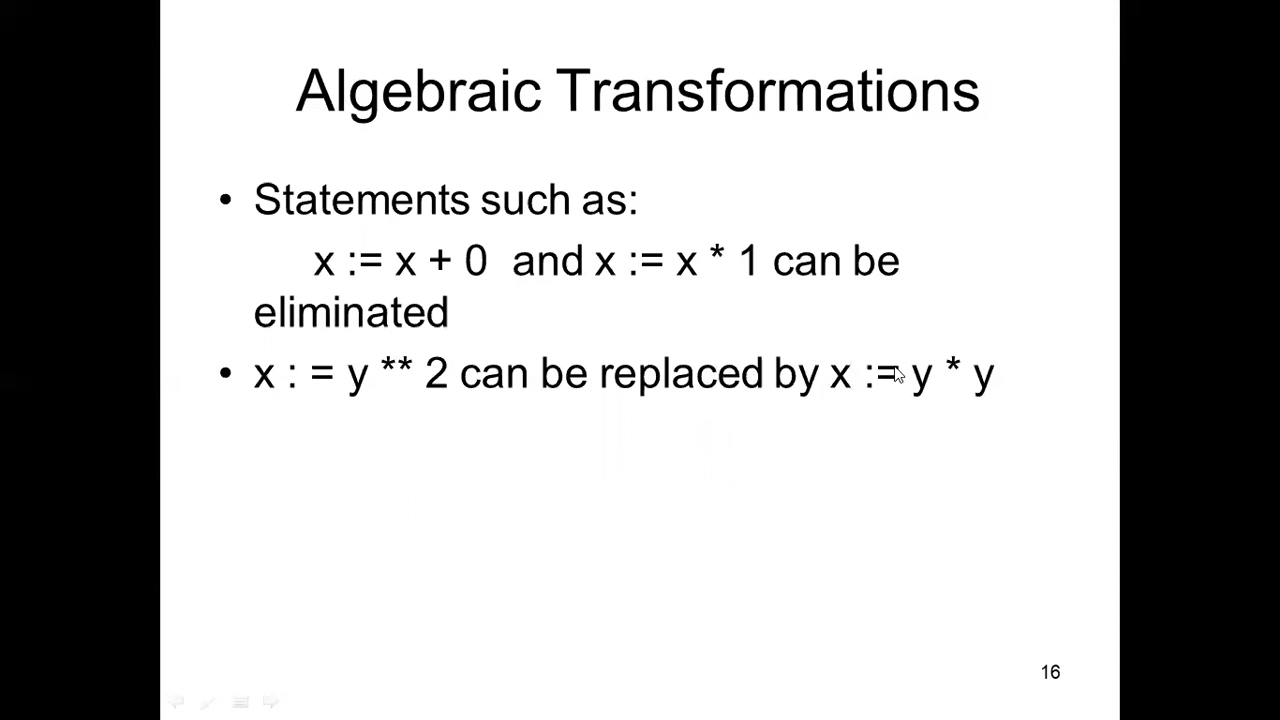 Algebraic Transformations
• Statements such as:
x := x + 0 and x := x * 1 can be
eliminated
• x : = y ** 2 can be replaced by x := y * y
16